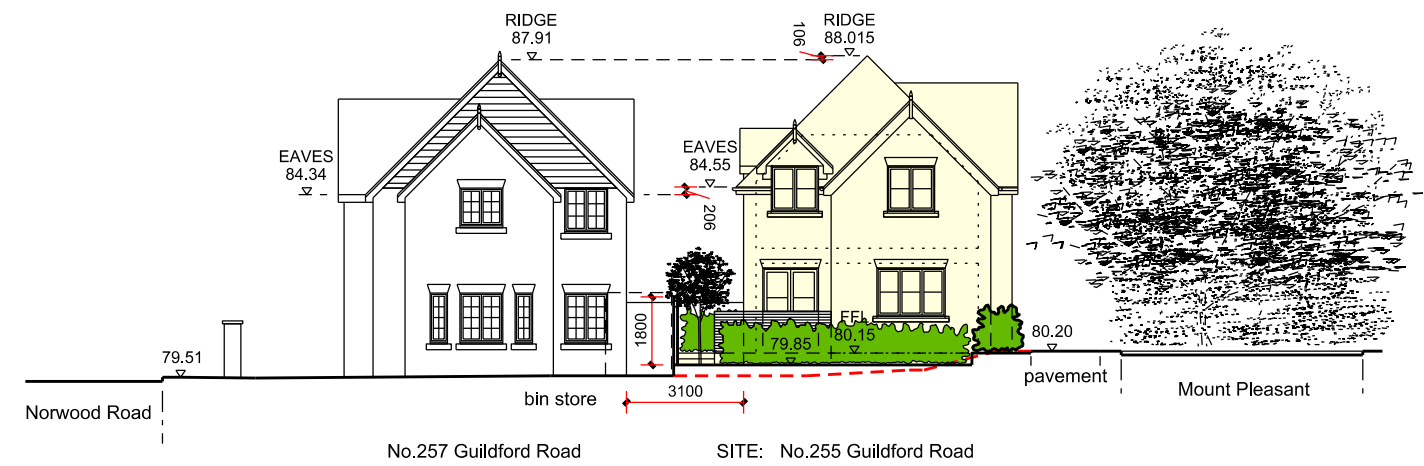 RIDGE
87.91
106
RIDGE
88.015
EAVES
84.34
EAVES
84.55
206
1800
FFL
80.15
79.85
79.51
80.20
pavement
Mount Pleasant
Norwood Road
bin store
3100
No.257 Guildford Road
SITE: No.255 Guildford Road